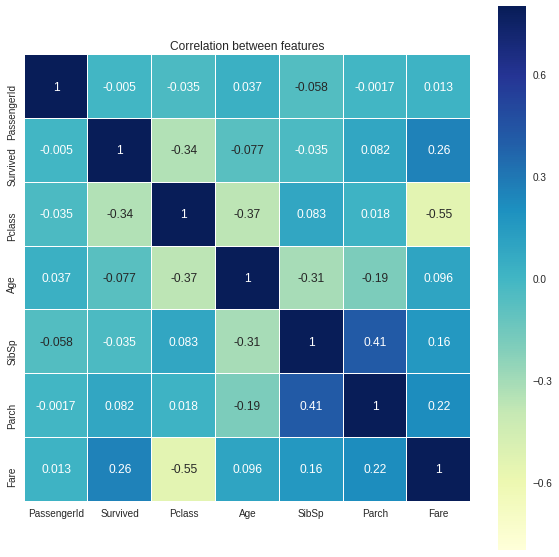 Correlation between features
PassengerId 1 -0.005 -0.035 0.037 -0.058 -0.0017 0.013
Survived -0.005 1 -0.34 -0.077 -0.035 0.082 0.26
Pclass -0.035 -0.34 1 -0.37 0.083 0.018 -0.55
Age 0.037 -0.077 -0.37 1 -0.31 -0.19 0.096
SibSp -0.058 -0.035 0.083 -0.31 1 0.41 0.16
Parch -0.0017 0.082 0.018 -0.19 0.41 1 0.22
Fare 0.013 0.26 -0.55 0.096 0.16 0.22 1
PassengerId Survived Pclass Age SibSp Parch Fare
0.6
0.3
0.0
-0.3
-0.6